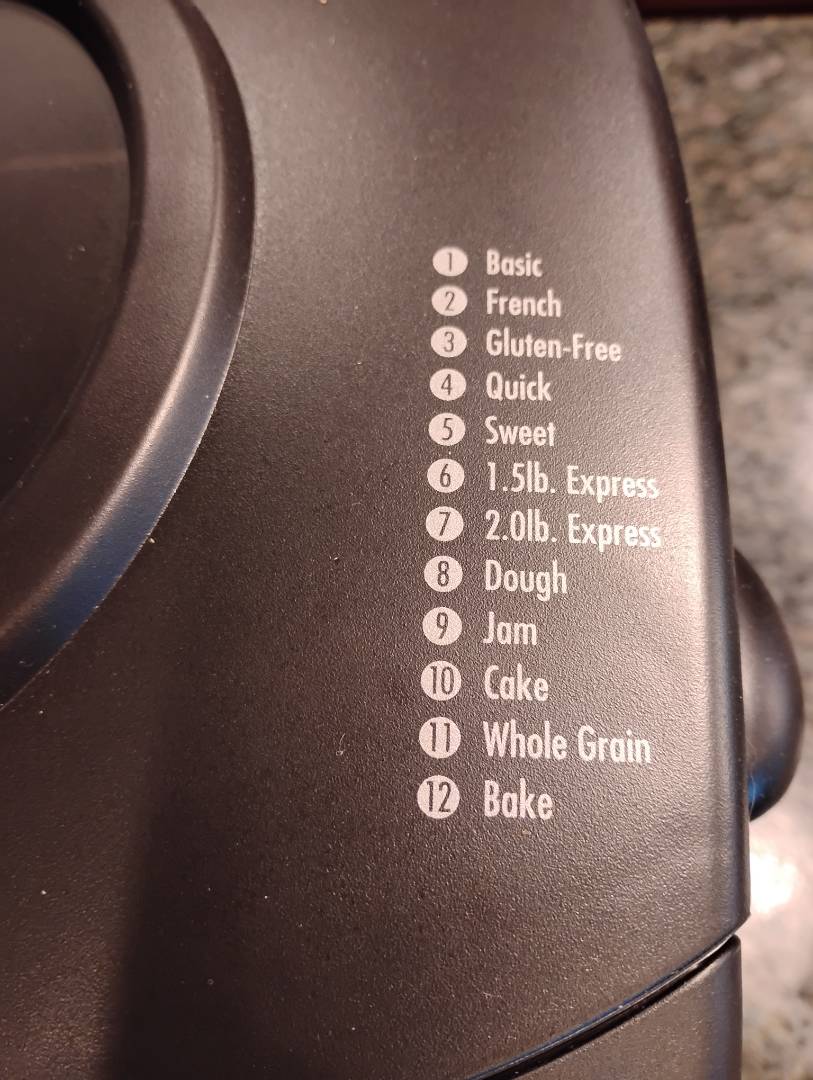 1 Basic
2 French
3 Gluten-Free
4 Quick
5 Sweet
6 1.5lb. Express
7 2.0lb. Express
8 Dough
9 Jam
10 Cake
11 Whole Grain
12 Bake